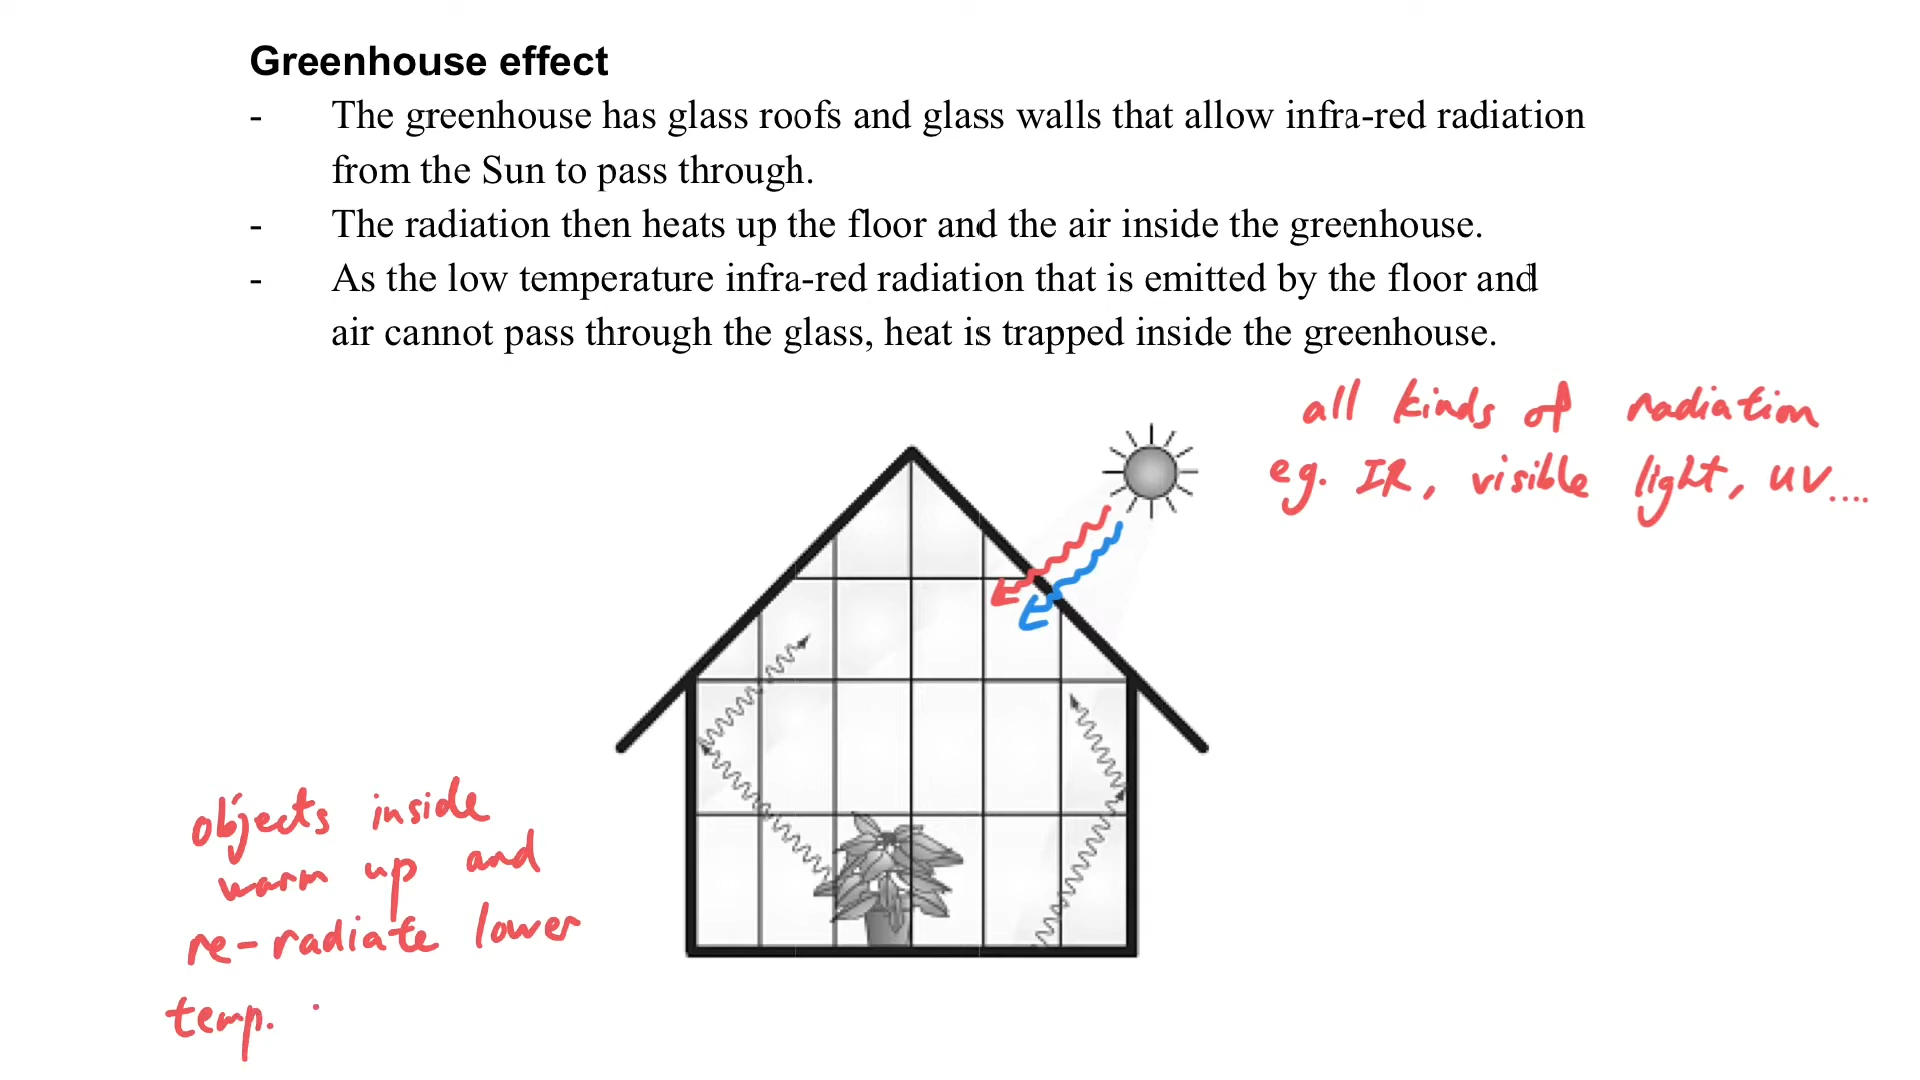 Greenhouse effect
- The greenhouse has glass roofs and glass walls that allow infra-red radiation
from the Sun to pass through.
- The radiation then heats up the floor and the air inside the greenhouse.
- As the low temperature infra-red radiation that is emitted by the floor and
air cannot pass through the glass, heat is trapped inside the greenhouse.
all kinds of radiation
eg. IR, visible light, UV....
objects inside
warm up and
re-radiate lower
temp.